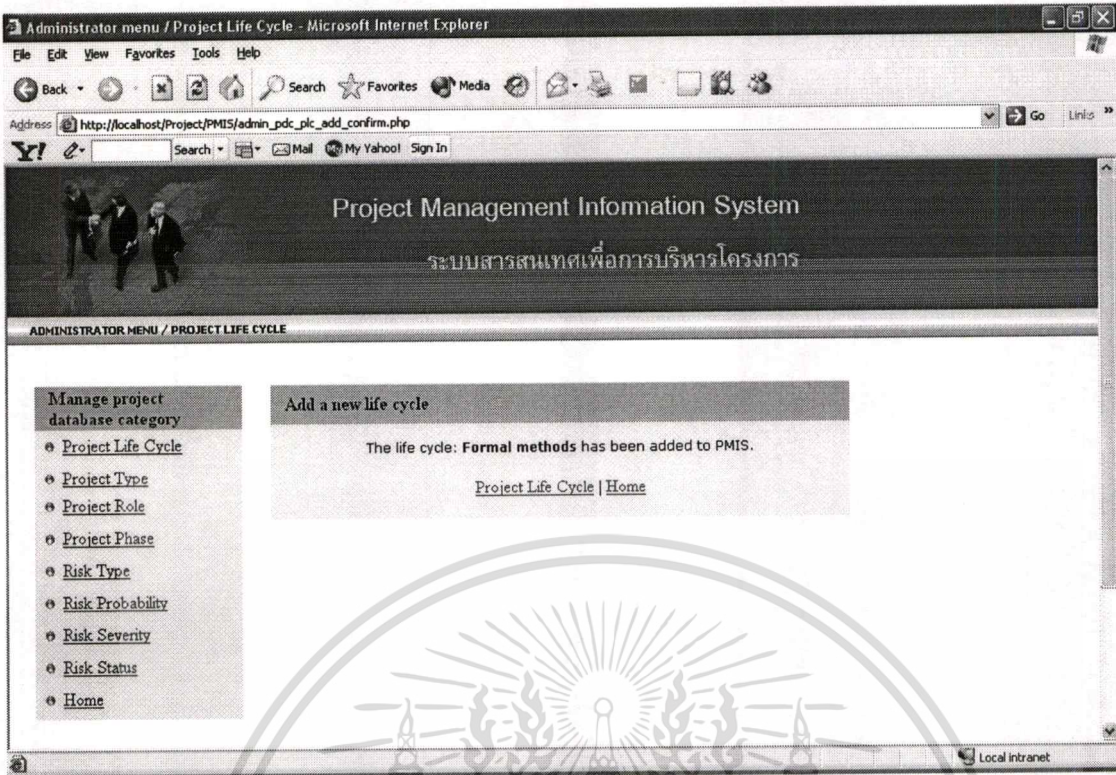 Administrator menu / Project Life Cycle - Microsoft Internet Explorer
File Edit View Favorites Tools Help
Back Search Favorites Media
Address http://localhost/Project/PMIS/admin_pdc_plc_add_confirm.php Go Links »
Y! Search Mail My Yahoo! Sign In
Project Management Information System
ระบบสารสนเทศเพื่อการบริหารโครงการ
ADMINISTRATOR MENU / PROJECT LIFE CYCLE
Manage project
database category
Project Life Cycle
Project Type
Project Role
Project Phase
Risk Type
Risk Probability
Risk Severity
Risk Status
Home
Add a new life cycle
The life cycle: Formal methods has been added to PMIS.
Project Life Cycle | Home
Local intranet